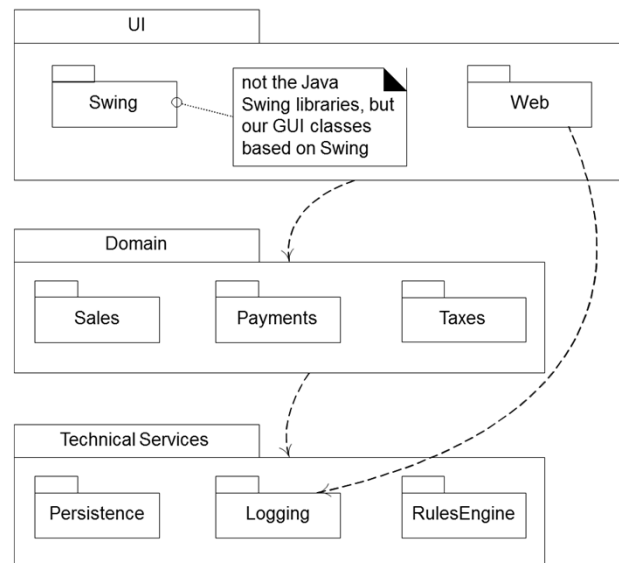 UI
Swing
not the Java
Swing libraries, but
our GUI classes
based on Swing
Web
Domain
Sales
Payments
Taxes
Technical Services
Persistence
Logging
RulesEngine